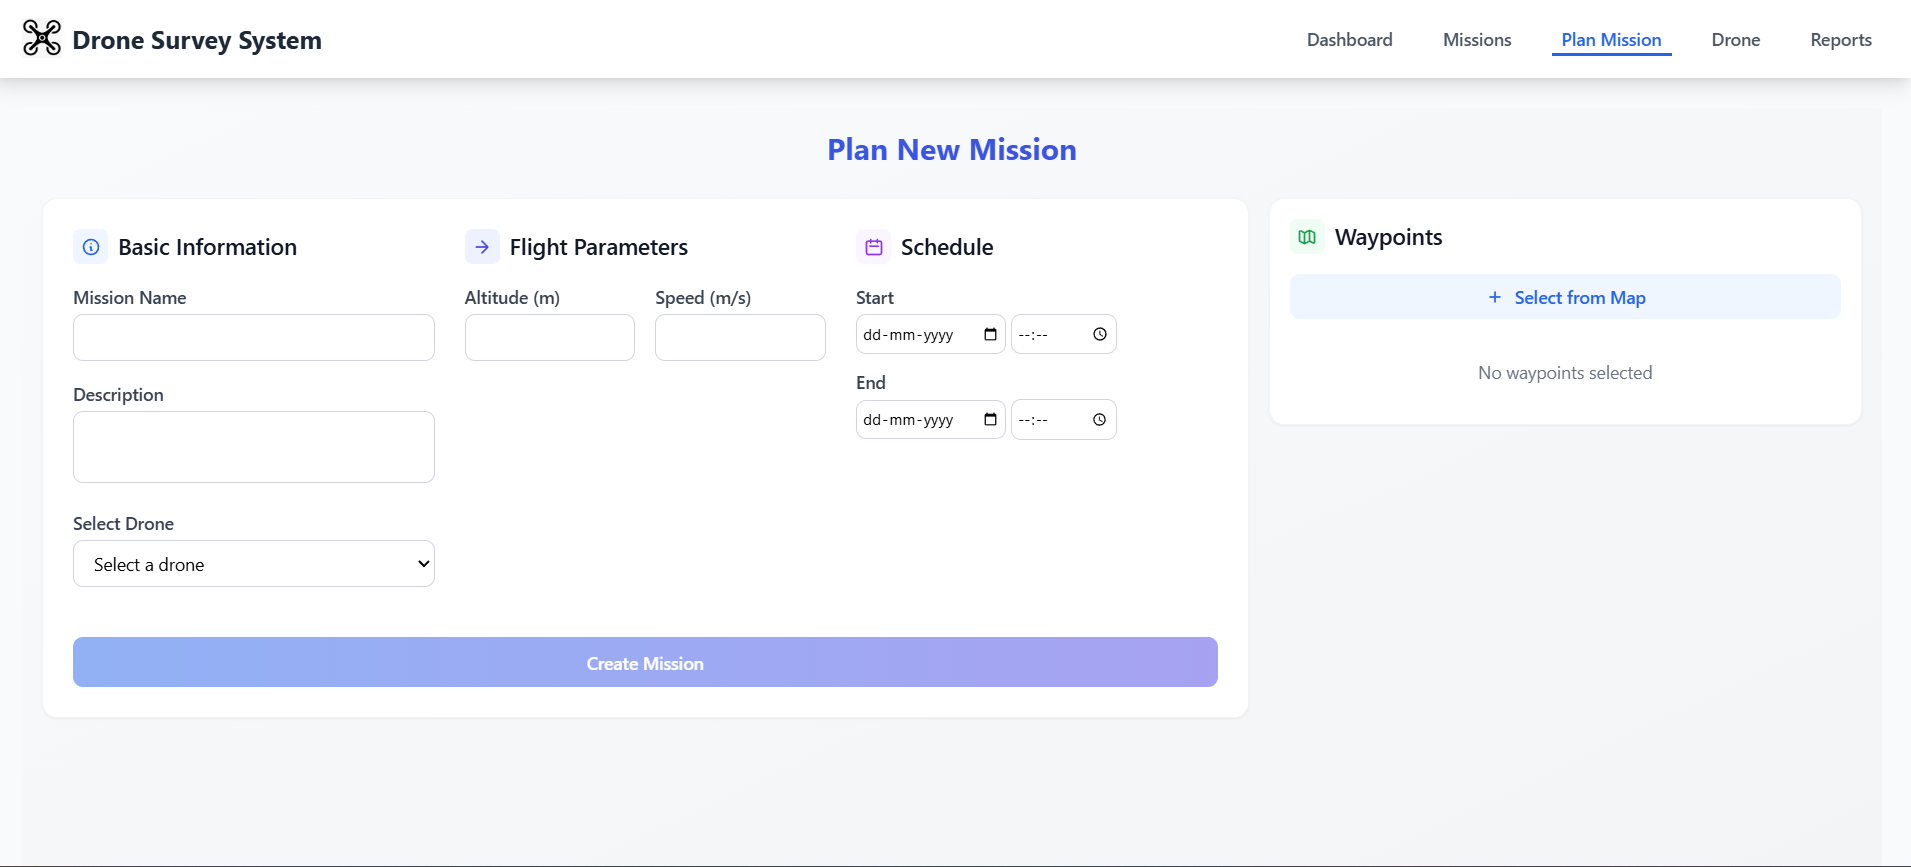 Drone Survey System
Dashboard
Missions
Plan Mission
Drone
Reports
Plan New Mission
Basic Information
Mission Name
Description
Select Drone
Select a drone
Flight Parameters
Altitude (m)
Speed (m/s)
Schedule
Start
dd-mm-yyyy
--:--
End
dd-mm-yyyy
--:--
Create Mission
Waypoints
+ Select from Map
No waypoints selected